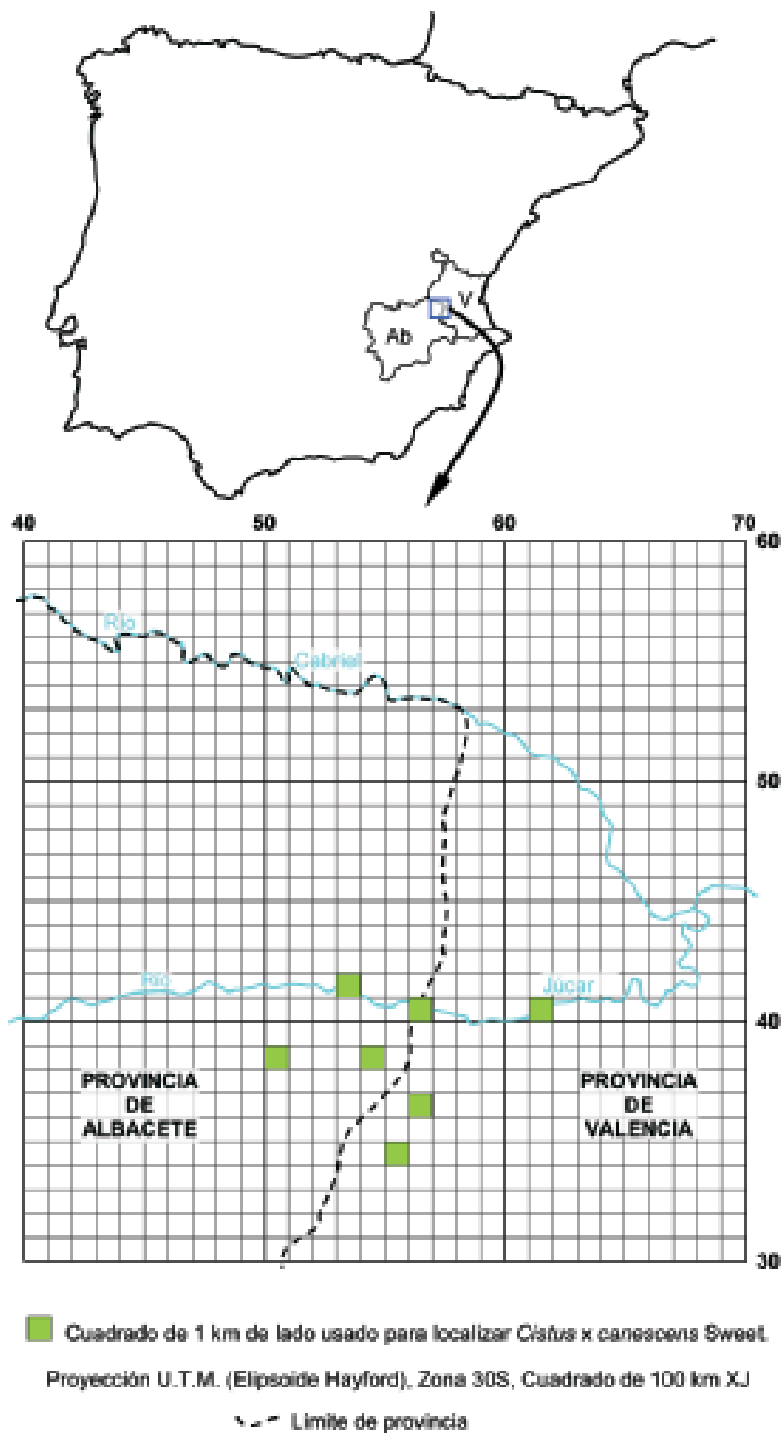 V
Ab
40 50 60 70
60
Río
Cabriel
50
Río
Júcar
40
PROVINCIA
DE
ALBACETE
PROVINCIA
DE
VALENCIA
30
Cuadrado de 1 km de lado usado para localizar Cistus x canescens Sweet.
Proyección U.T.M. (Elipsoide Hayford), Zona 30S, Cuadrado de 100 km XJ
Límite de provincia